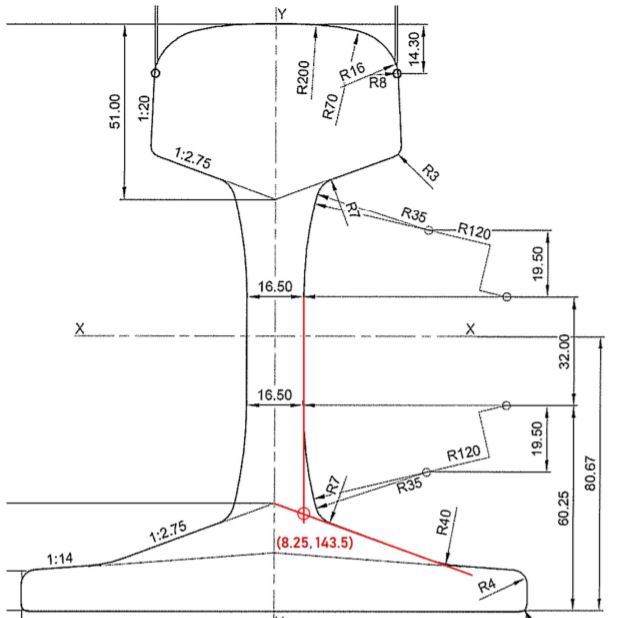 Y
14.30
R16
R8
R200
R70
51.00
1:20
1:2.75
R3
R7
R35
R120
19.50
16.50
X
X
32.00
16.50
19.50
R120
R35
R7
80.67
60.25
(8.25,143.5)
R40
1:2.75
1:14
R4